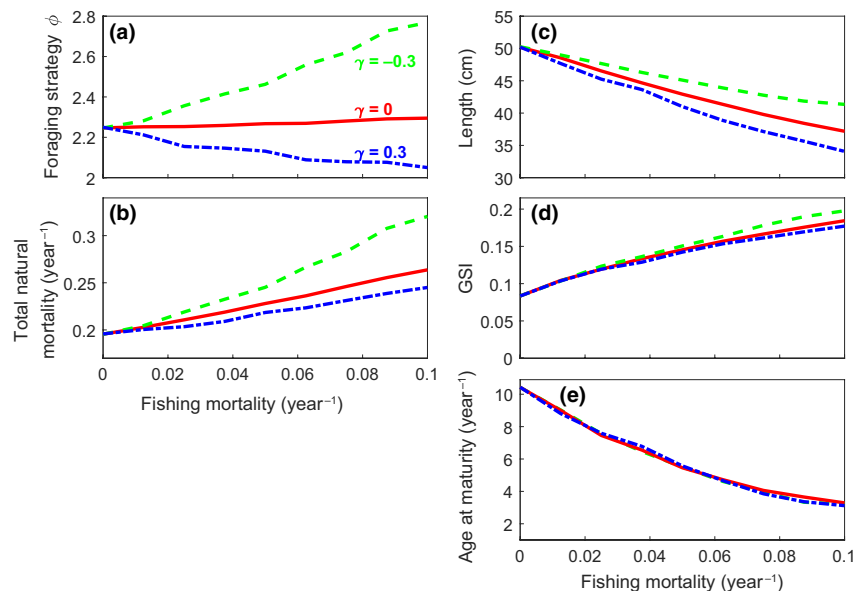 (a)
Foraging strategy ϕ
2.8
2.6
2.4
2.2
2
γ = –0.3
γ = 0
γ = 0.3
(b)
Total natural
mortality (year⁻¹)
0.3
0.25
0.2
0
0.02
0.04
0.06
0.08
0.1
Fishing mortality (year⁻¹)
(c)
Length (cm)
55
50
45
40
35
30
(d)
GSI
0.2
0.15
0.1
0.05
0
(e)
Age at maturity (year⁻¹)
10
8
6
4
2
0
0.02
0.04
0.06
0.08
0.1
Fishing mortality (year⁻¹)